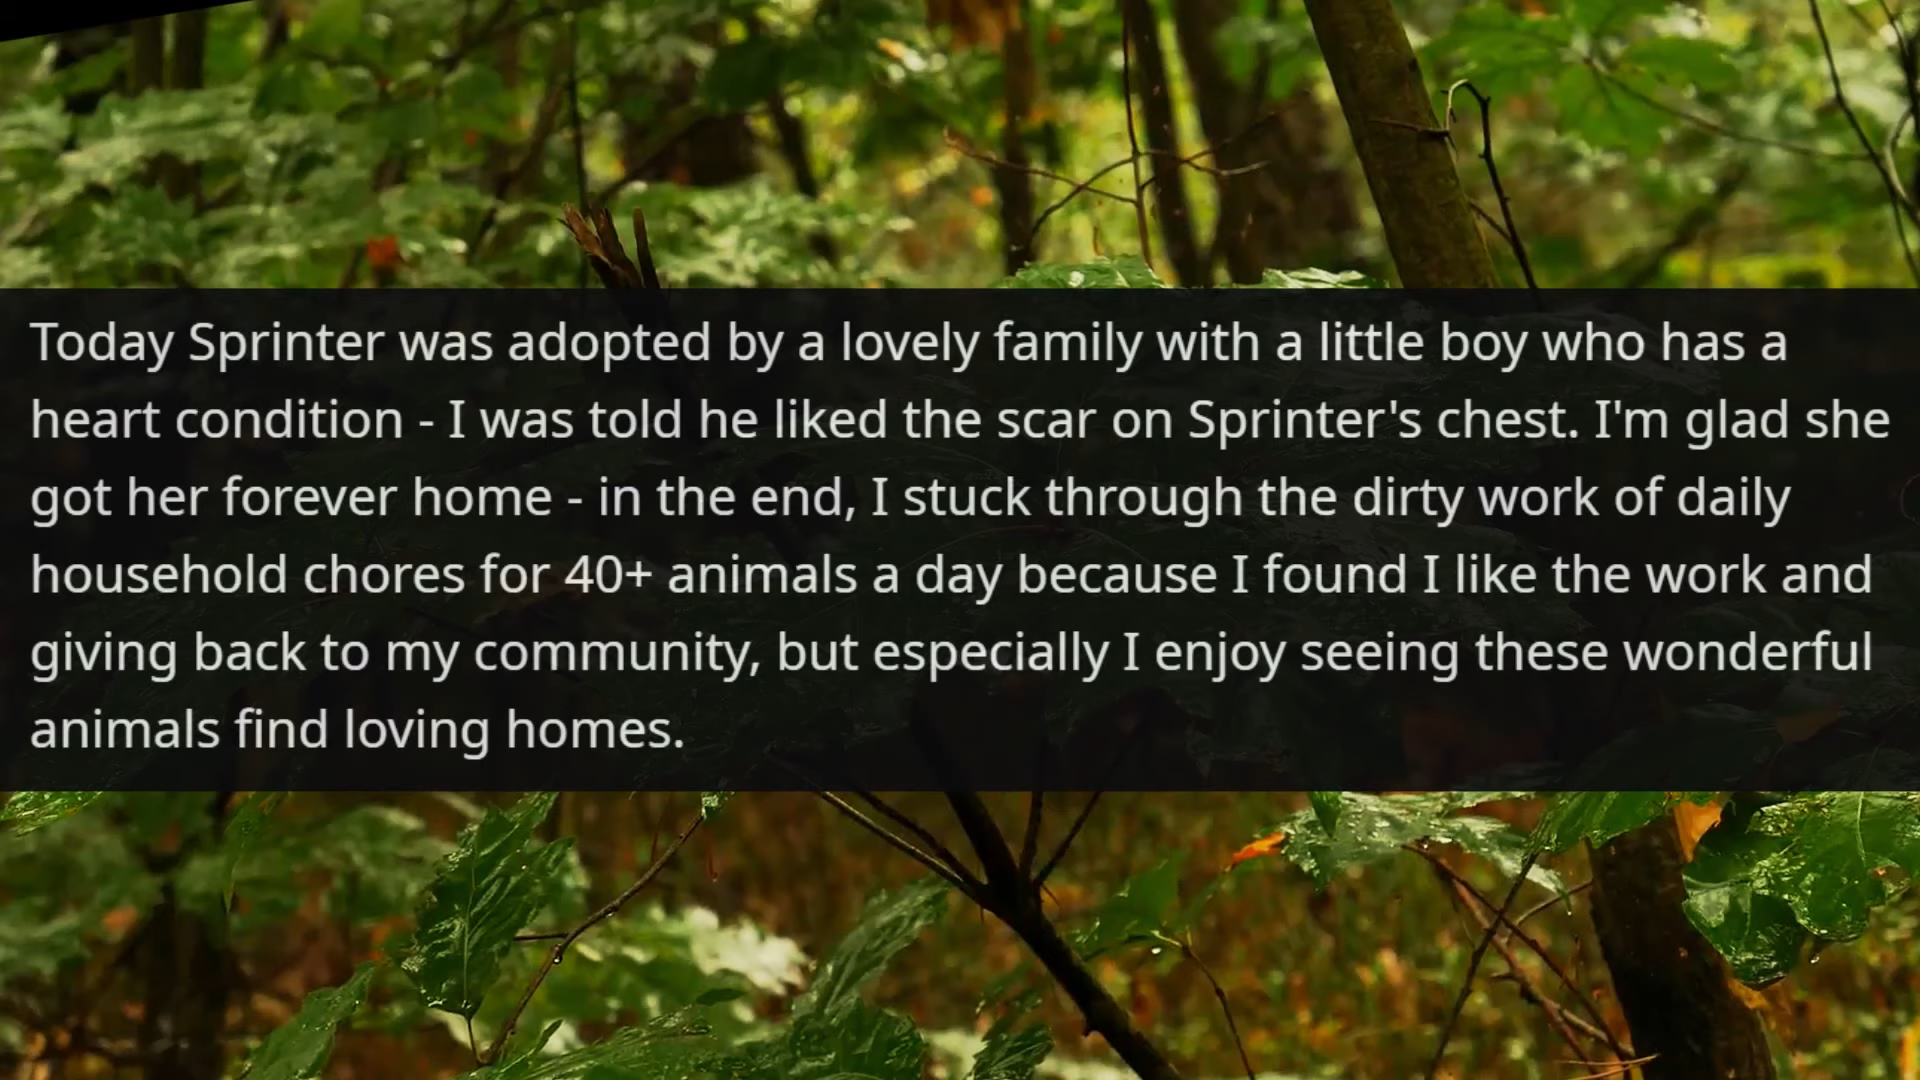 Today Sprinter was adopted by a lovely family with a little boy who has a
heart condition - I was told he liked the scar on Sprinter's chest. I'm glad she
got her forever home - in the end, I stuck through the dirty work of daily
household chores for 40+ animals a day because I found I like the work and
giving back to my community, but especially I enjoy seeing these wonderful
animals find loving homes.